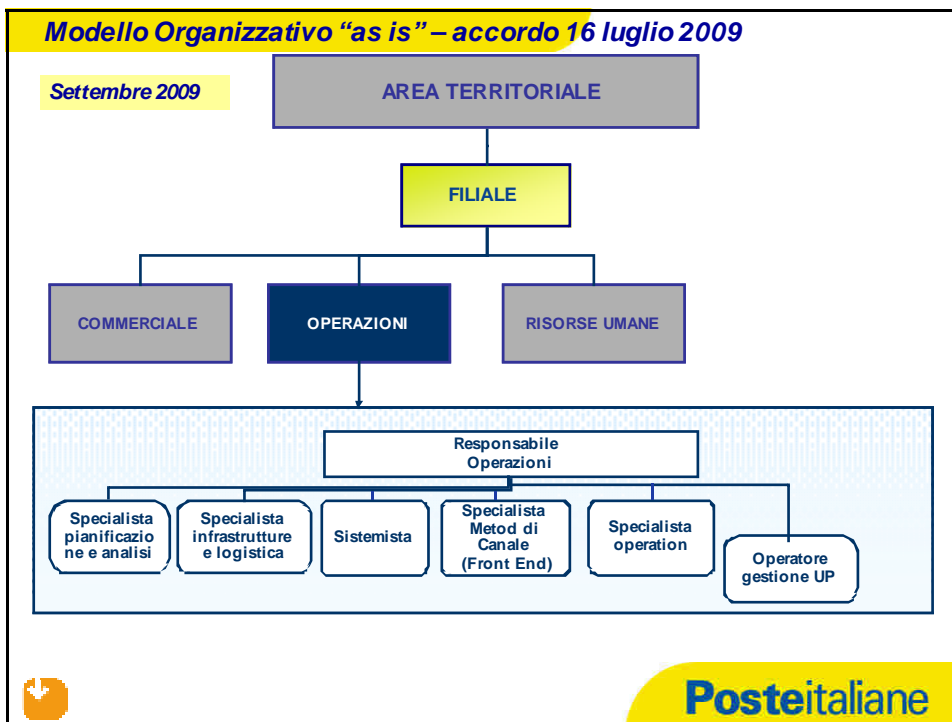 Modello Organizzativo “as is” – accordo 16 luglio 2009
Settembre 2009
AREA TERRITORIALE
FILIALE
COMMERCIALE
OPERAZIONI
RISORSE UMANE
Responsabile
Operazioni
Specialista
pianificazio
ne e analisi
Specialista
infrastrutture
e logistica
Sistemista
Specialista
Metod di
Canale
(Front End)
Specialista
operation
Operatore
gestione UP
Posteitaliane